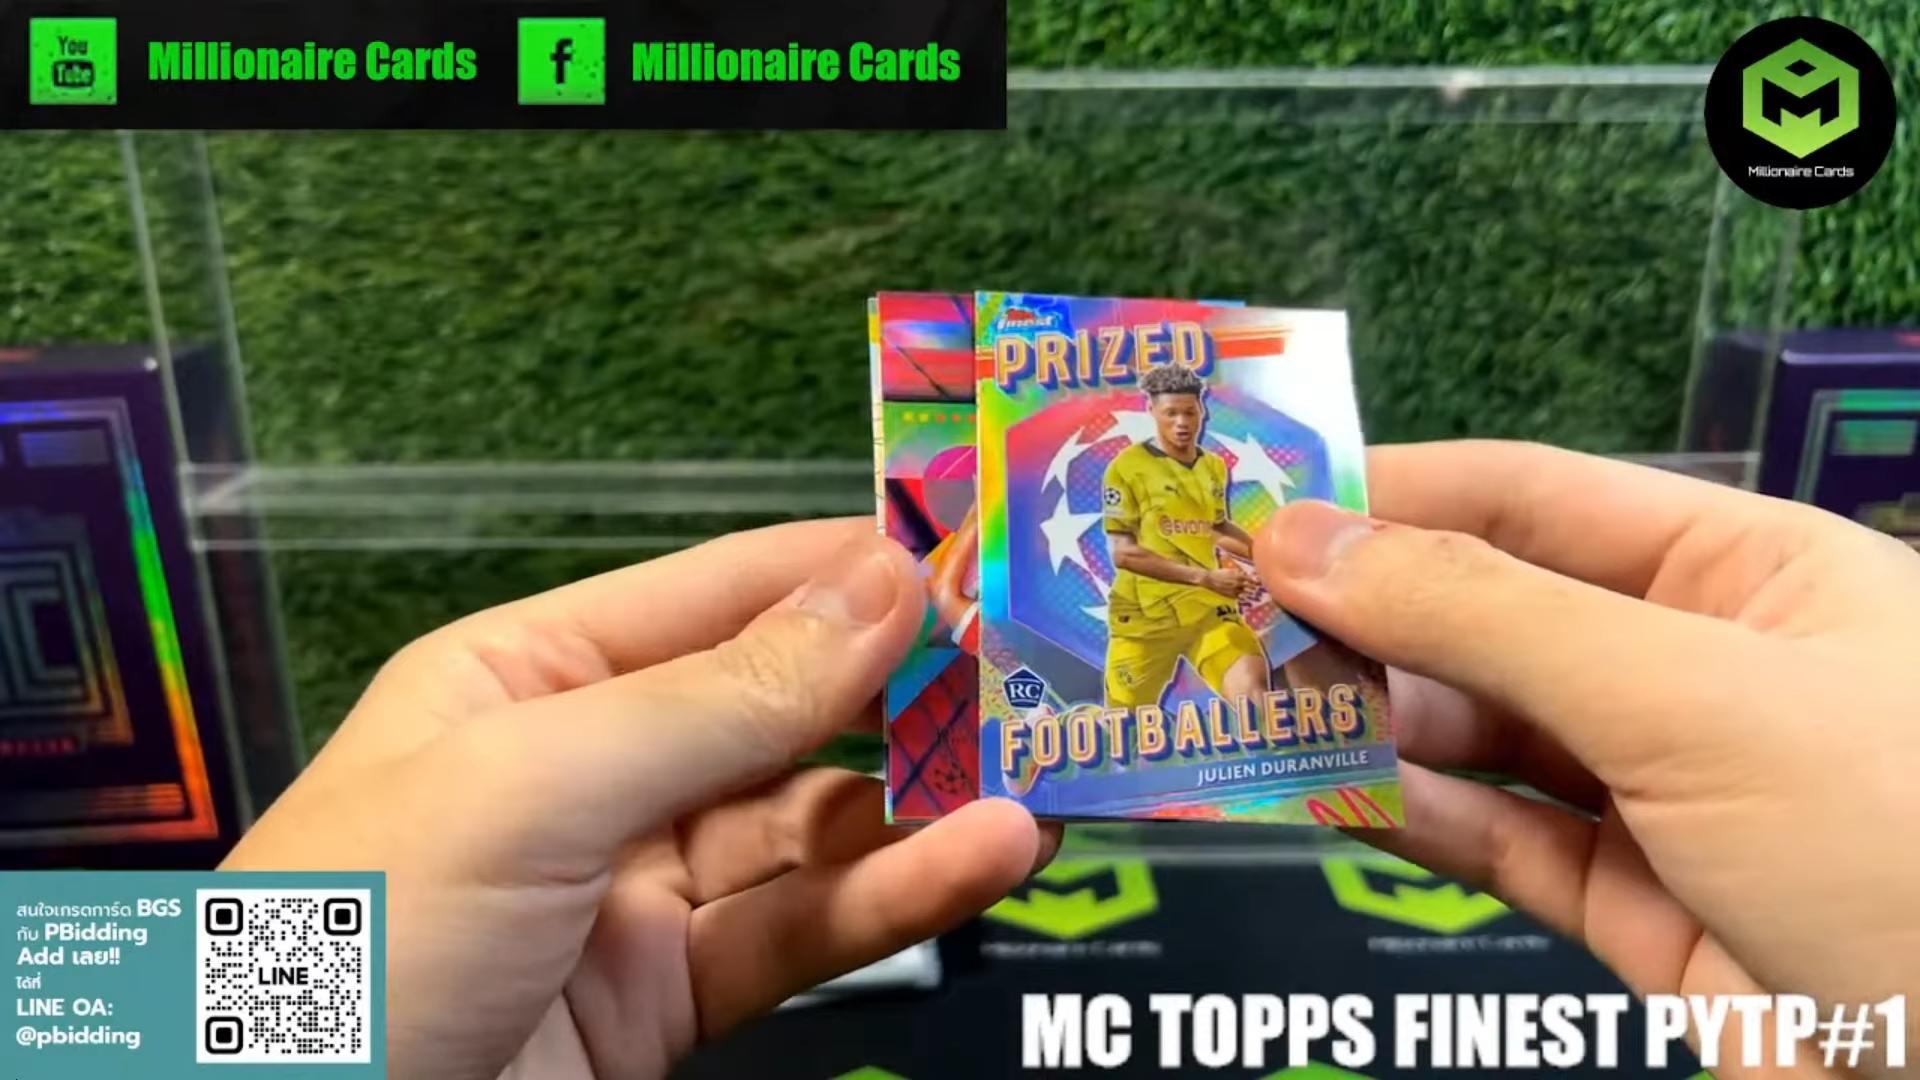 You
Tube
Millionaire Cards
f
Millionaire Cards
Millionaire Cards
finest
PRIZED
EVONI
RC
FOOTBALLERS
JULIEN DURANVILLE
สนใจเกรดการ์ด BGS
กับ PBidding
Add เลย!!
ได้ที่
LINE OA:
@pbidding
LINE
MC TOPPS FINEST PYTP#1